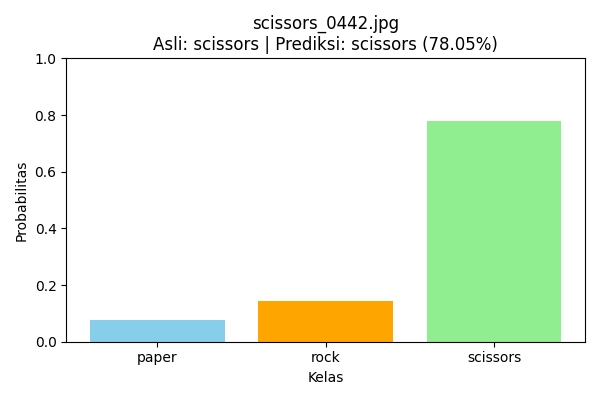 scissors_0442.jpg
Asli: scissors | Prediksi: scissors (78.05%)
1.0
0.8
0.6
0.4
0.2
0.0
Probabilitas
paper rock scissors
Kelas